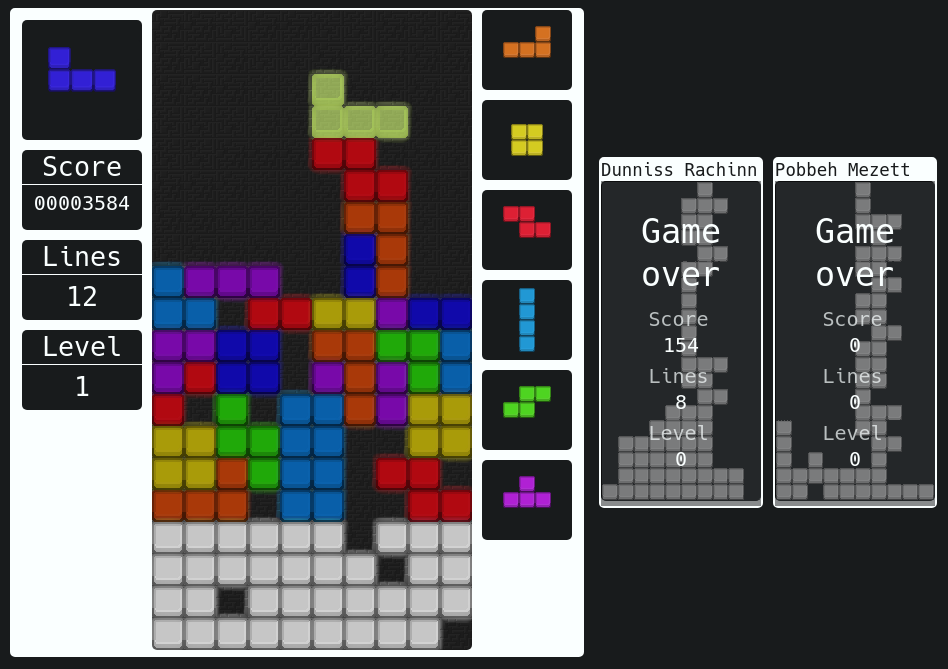 Score
00003584
Lines
12
Level
1
Dunniss Rachinn
Game
over
Score
154
Lines
8
Level
0
Pobbeh Mezett
Game
over
Score
0
Lines
0
Level
0